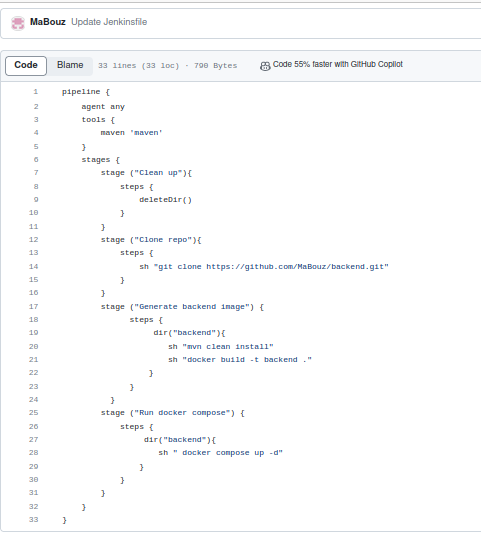 MaBouz Update Jenkinsfile
Code Blame 33 lines (33 loc) · 790 Bytes Code 55% faster with GitHub Copilot
1 pipeline {
2 agent any
3 tools {
4 maven 'maven'
5 }
6 stages {
7 stage ("Clean up"){
8 steps {
9 deleteDir()
10 }
11 }
12 stage ("Clone repo"){
13 steps {
14 sh "git clone https://github.com/MaBouz/backend.git"
15 }
16 }
17 stage ("Generate backend image") {
18 steps {
19 dir("backend"){
20 sh "mvn clean install"
21 sh "docker build -t backend ."
22 }
23 }
24 }
25 stage ("Run docker compose") {
26 steps {
27 dir("backend"){
28 sh " docker compose up -d"
29 }
30 }
31 }
32 }
33 }